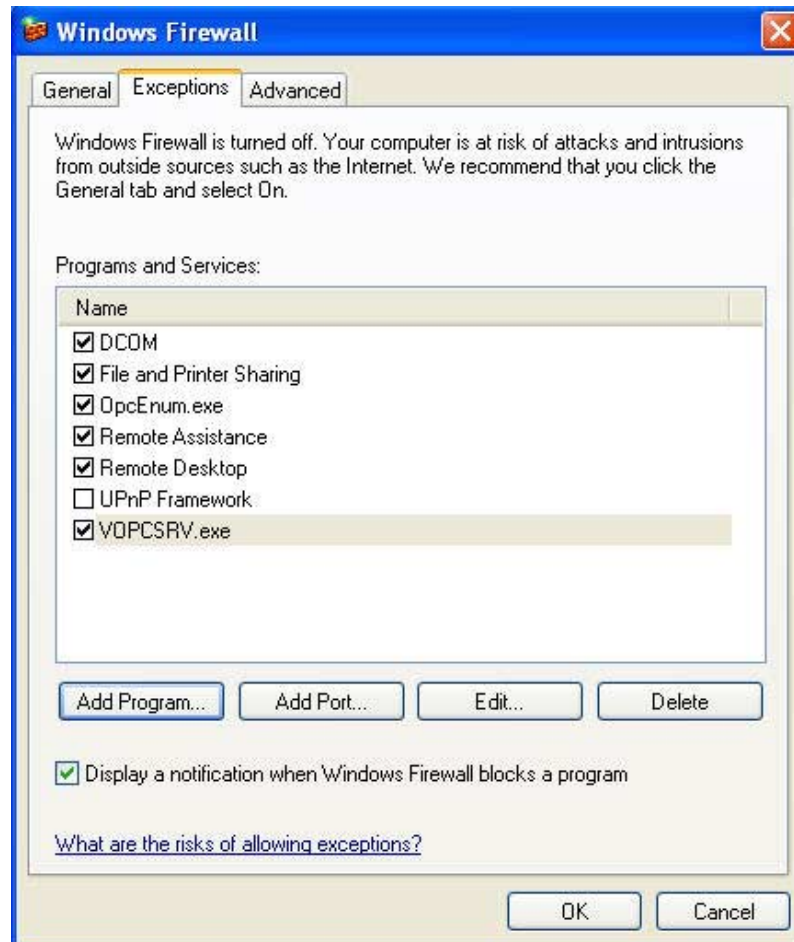 Windows Firewall
General Exceptions Advanced
Windows Firewall is turned off. Your computer is at risk of attacks and intrusions
from outside sources such as the Internet. We recommend that you click the
General tab and select On.
Programs and Services:
Name
DCOM
File and Printer Sharing
OpcEnum.exe
Remote Assistance
Remote Desktop
UPnP Framework
VOPCSRV.exe
Add Program... Add Port... Edit... Delete
Display a notification when Windows Firewall blocks a program
What are the risks of allowing exceptions?
OK Cancel